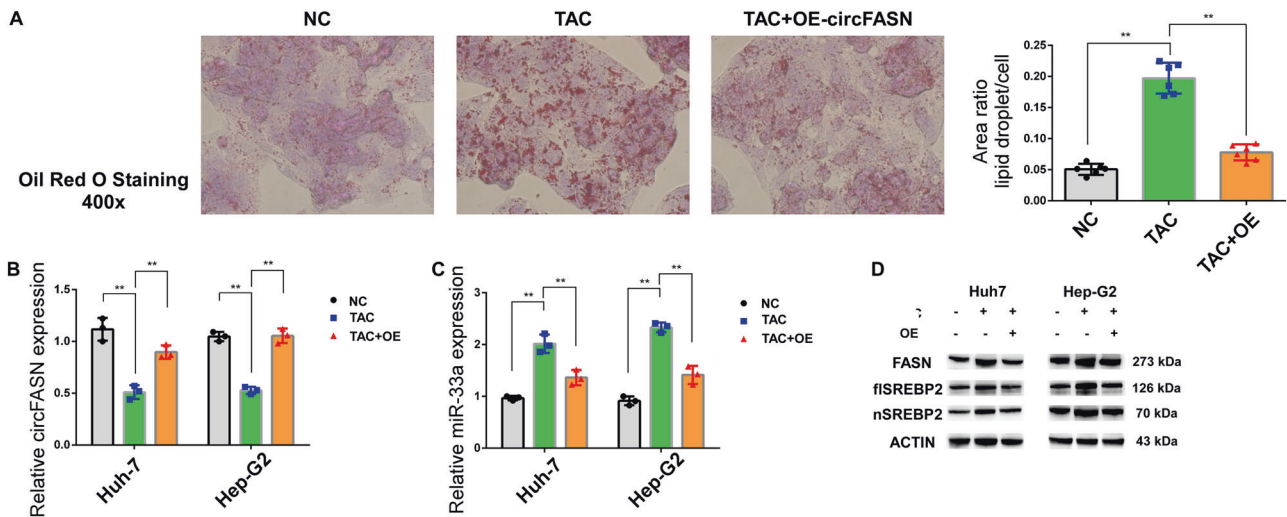 A
NC
TAC
TAC+OE-circFASN
Oil Red O Staining
400x
Area ratio
lipid droplet/cell
0.25
0.20
0.15
0.10
0.05
0.00
**
**
NC
TAC
TAC+OE
B
Relative circFASN expression
1.5
1.0
0.5
0.0
**
**
**
**
Huh-7
Hep-G2
NC
TAC
TAC+OE
C
Relative miR-33a expression
3
2
1
0
**
**
**
**
Huh-7
Hep-G2
NC
TAC
TAC+OE
D
Huh7
Hep-G2
- + + - + +
OE - - + - - +
FASN 273 kDa
flSREBP2 126 kDa
nSREBP2 70 kDa
ACTIN 43 kDa